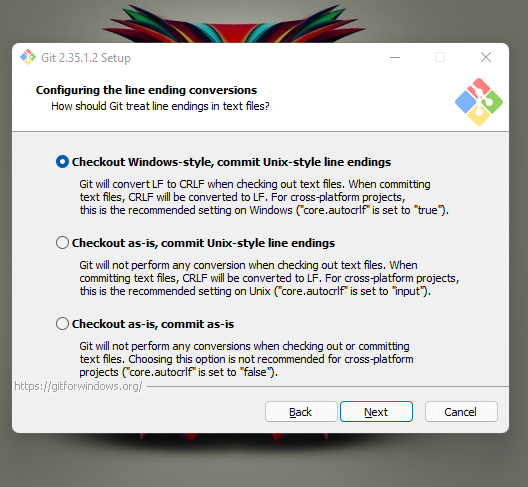 Git 2.35.1.2 Setup
Configuring the line ending conversions
How should Git treat line endings in text files?
Checkout Windows-style, commit Unix-style line endings
Git will convert LF to CRLF when checking out text files. When committing
text files, CRLF will be converted to LF. For cross-platform projects,
this is the recommended setting on Windows ("core.autocrlf" is set to "true").
Checkout as-is, commit Unix-style line endings
Git will not perform any conversion when checking out text files. When
committing text files, CRLF will be converted to LF. For cross-platform projects,
this is the recommended setting on Unix ("core.autocrlf" is set to "input").
Checkout as-is, commit as-is
Git will not perform any conversions when checking out or committing
text files. Choosing this option is not recommended for cross-platform
projects ("core.autocrlf" is set to "false").
https://gitforwindows.org/
Back Next Cancel